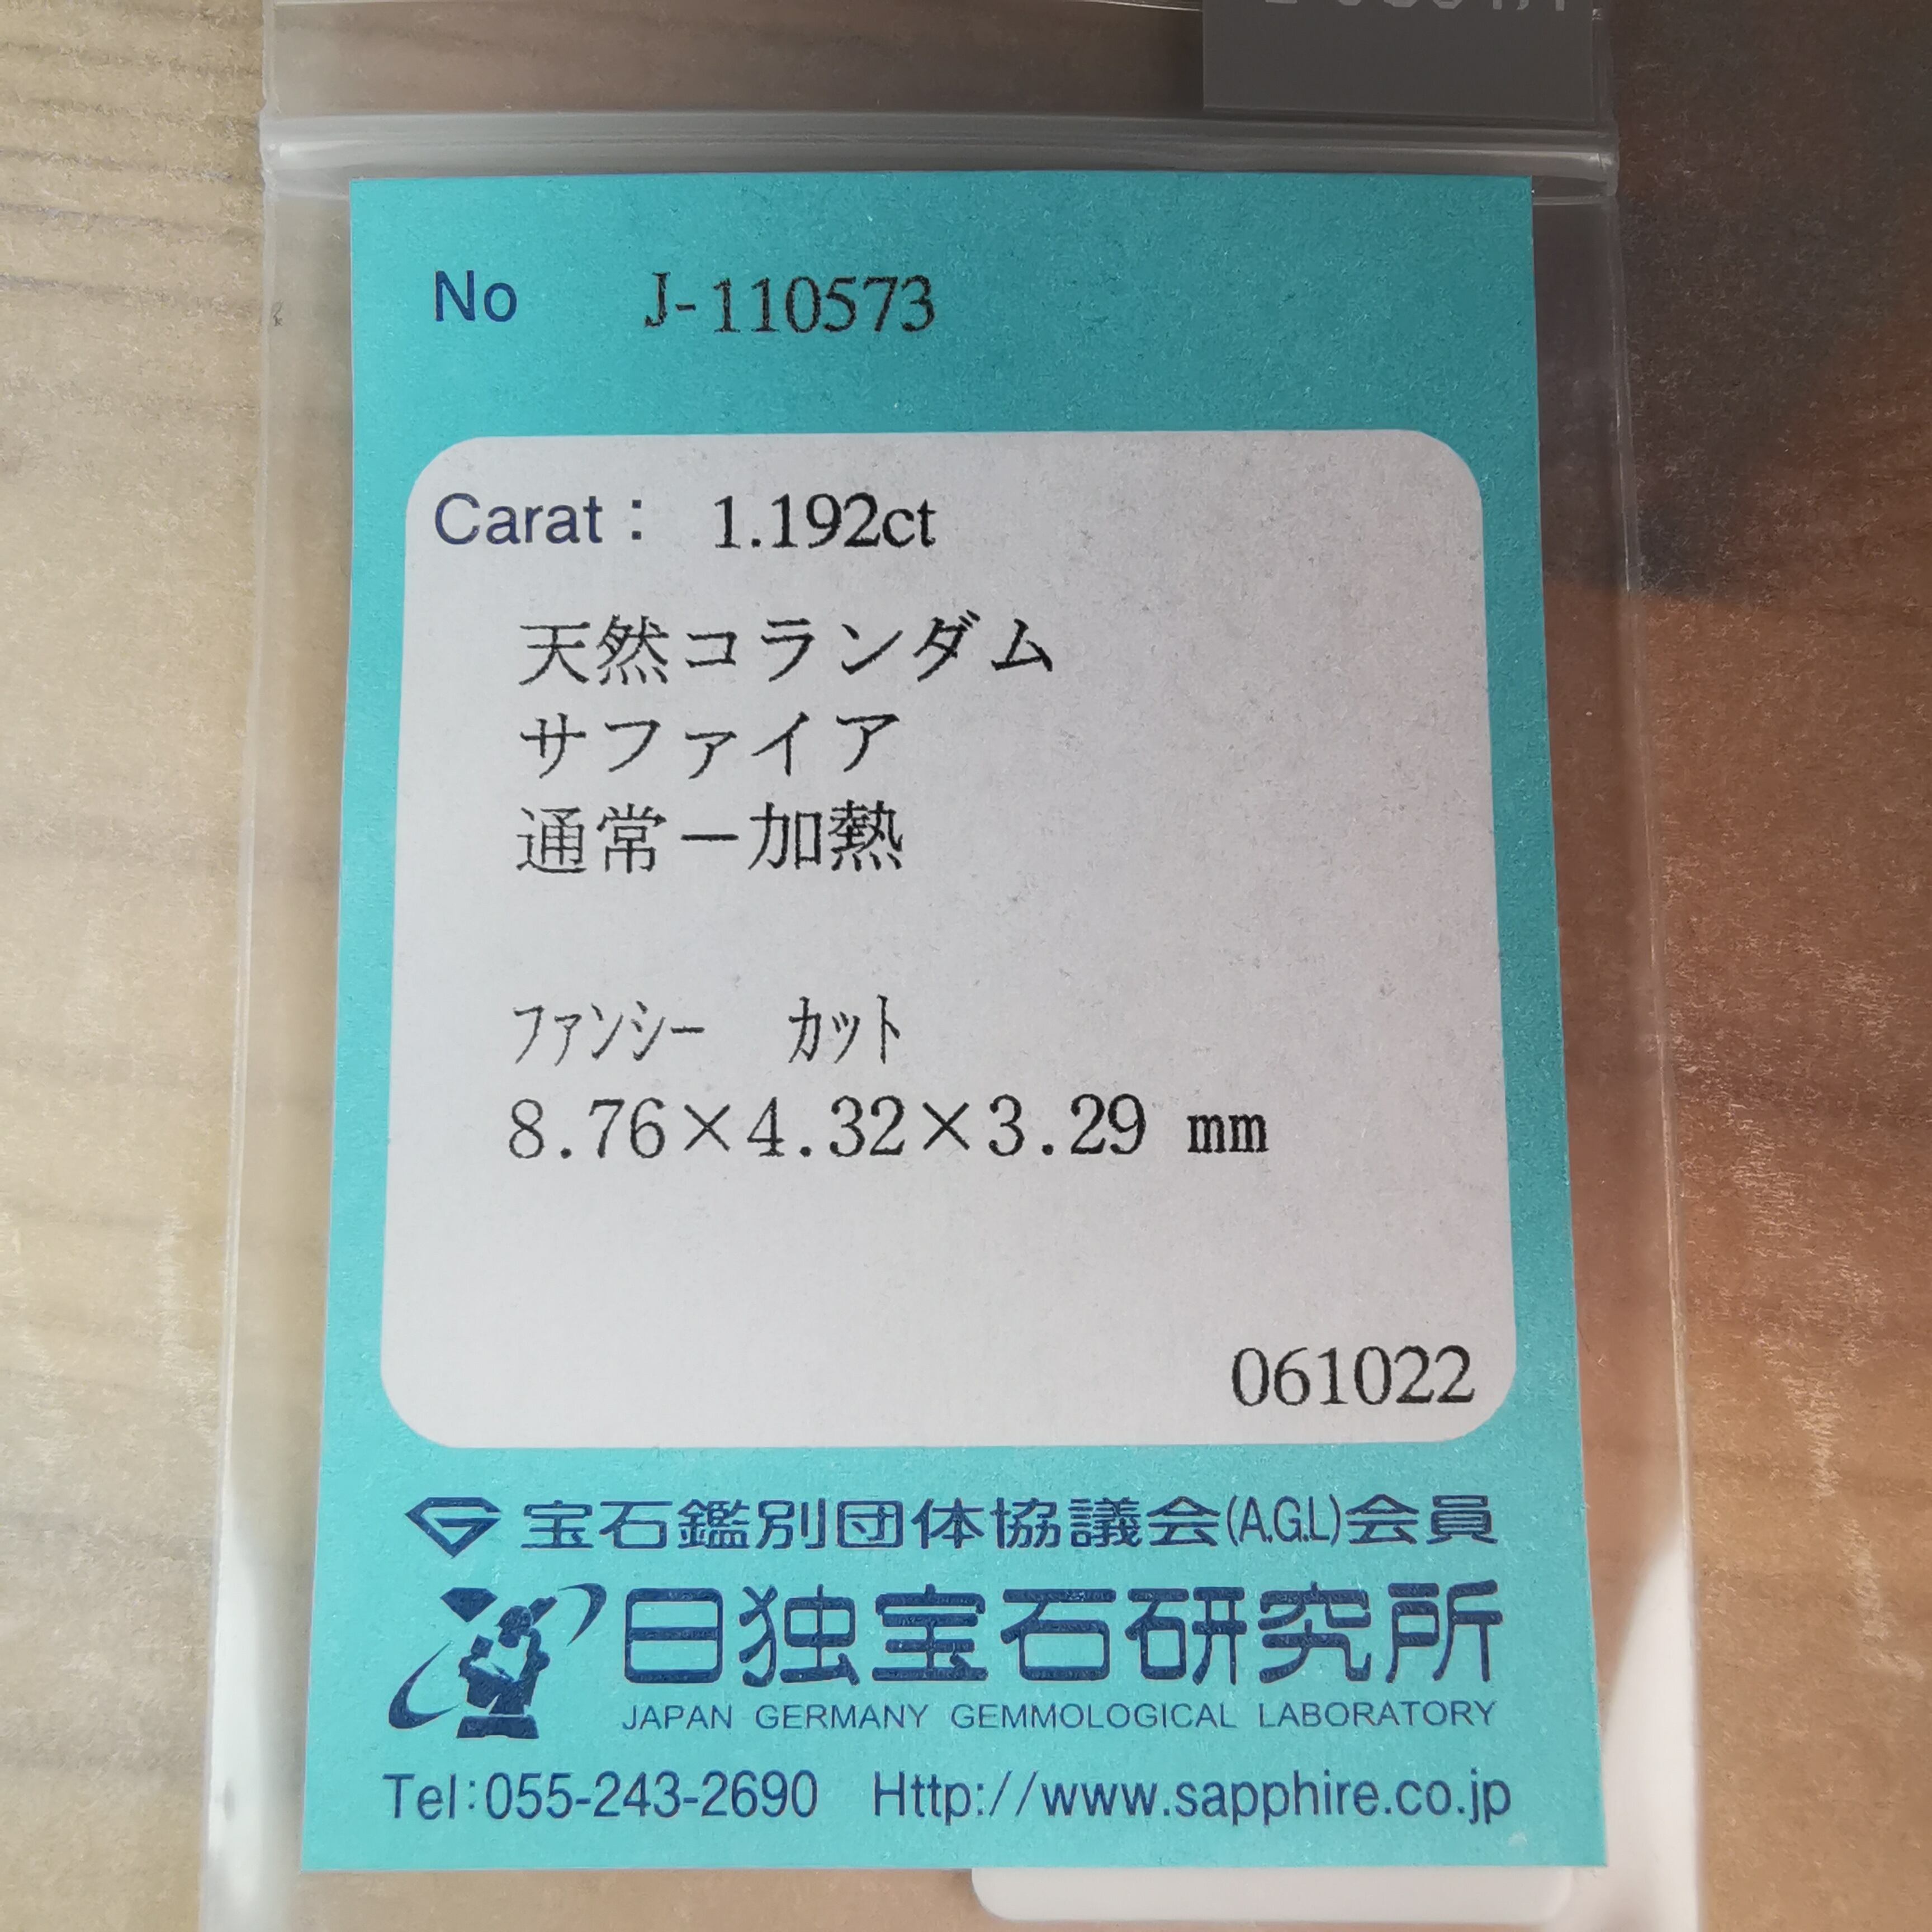 No J-110573
Carat : 1.192ct
天然コランダム
サファイア
通常－加熱
ファンシー カット
8.76×4.32×3.29 mm
061022
宝石鑑別団体協議会(A.G.L)会員
日独宝石研究所
JAPAN GERMANY GEMMOLOGICAL LABORATORY
Tel:055-243-2690 Http://www.sapphire.co.jp